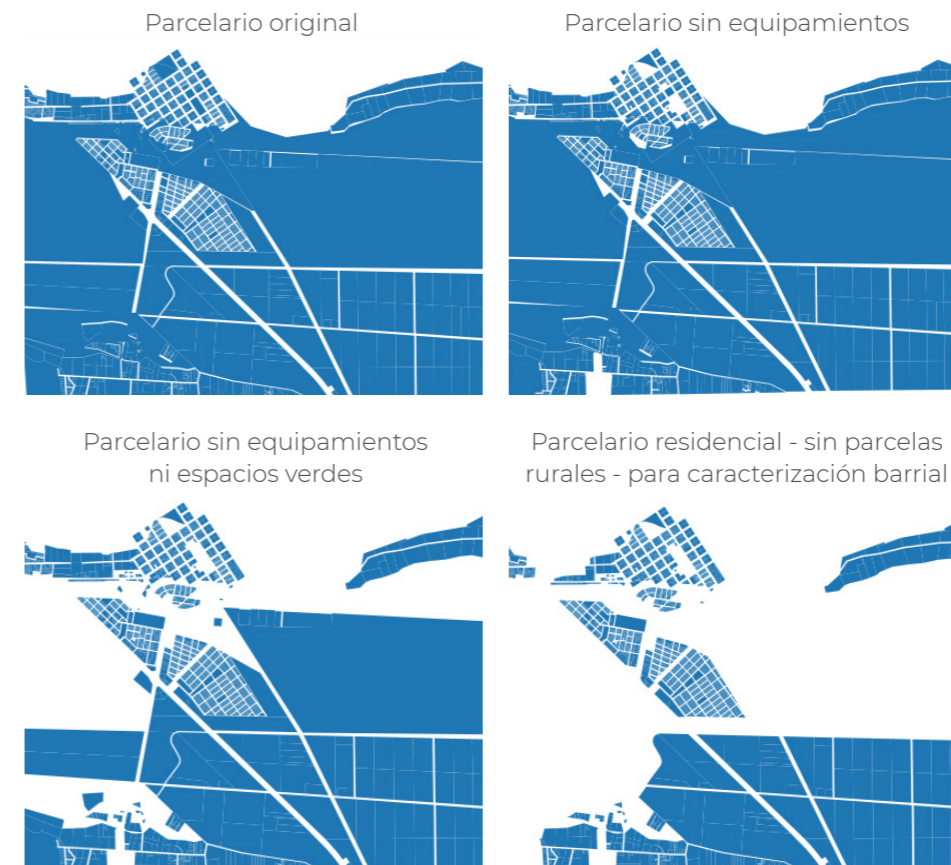 Parcelario original
Parcelario sin equipamientos
Parcelario sin equipamientos
ni espacios verdes
Parcelario residencial - sin parcelas
rurales - para caracterización barrial